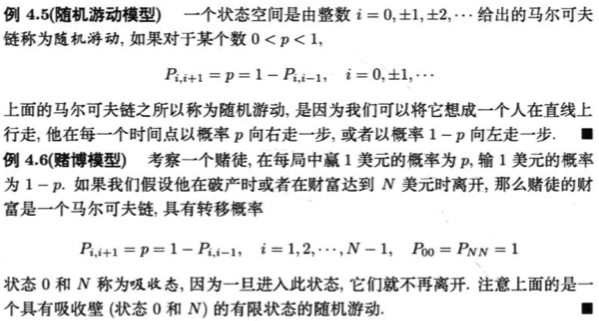 例 4.5(随机游动模型) 一个状态空间是由整数 i = 0, ±1, ±2, ⋯ 给出的马尔可夫
链称为随机游动, 如果对于某个数 0 < p < 1,
P_{i,i+1} = p = 1 − P_{i,i−1}, i = 0, ±1, ⋯
上面的马尔可夫链之所以称为随机游动, 是因为我们可以将它想成一个人在直线上
行走, 他在每一个时间点以概率 p 向右走一步, 或者以概率 1 − p 向左走一步. ■
例 4.6(赌博模型) 考察一个赌徒, 在每局中赢 1 美元的概率为 p, 输 1 美元的概率
为 1 − p. 如果我们假设他在破产时或者在财富达到 N 美元时离开, 那么赌徒的财
富是一个马尔可夫链, 具有转移概率
P_{i,i+1} = p = 1 − P_{i,i−1}, i = 1, 2, ⋯, N − 1, P_{00} = P_{NN} = 1
状态 0 和 N 称为吸收态, 因为一旦进入此状态, 它们就不再离开. 注意上面的是一
个具有吸收壁 (状态 0 和 N) 的有限状态的随机游动. ■